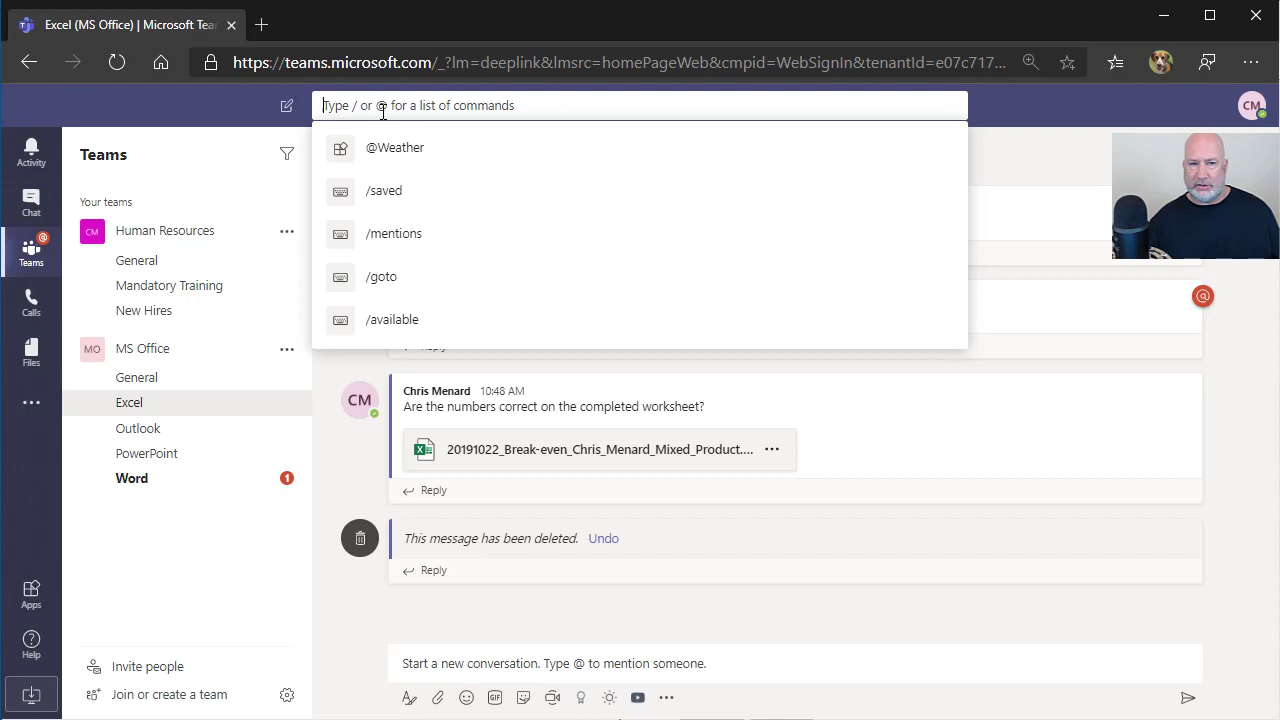 Excel (MS Office) | Microsoft Tea
https://teams.microsoft.com/_?lm=deeplink&lmsrc=homePageWeb&cmpid=WebSignIn&tenantId=e07c717...
Type / or @ for a list of commands
CM
@Weather
/saved
/mentions
/goto
/available
Activity
Chat
Teams
Calls
Files
Apps
Help
Teams
Your teams
CM Human Resources
General
Mandatory Training
New Hires
MO MS Office
General
Excel
Outlook
PowerPoint
Word 1
Invite people
Join or create a team
@
CM
Chris Menard 10:48 AM
Are the numbers correct on the completed worksheet?
20191022_Break-even_Chris_Menard_Mixed_Product....
Reply
This message has been deleted. Undo
Reply
Start a new conversation. Type @ to mention someone.
GIF